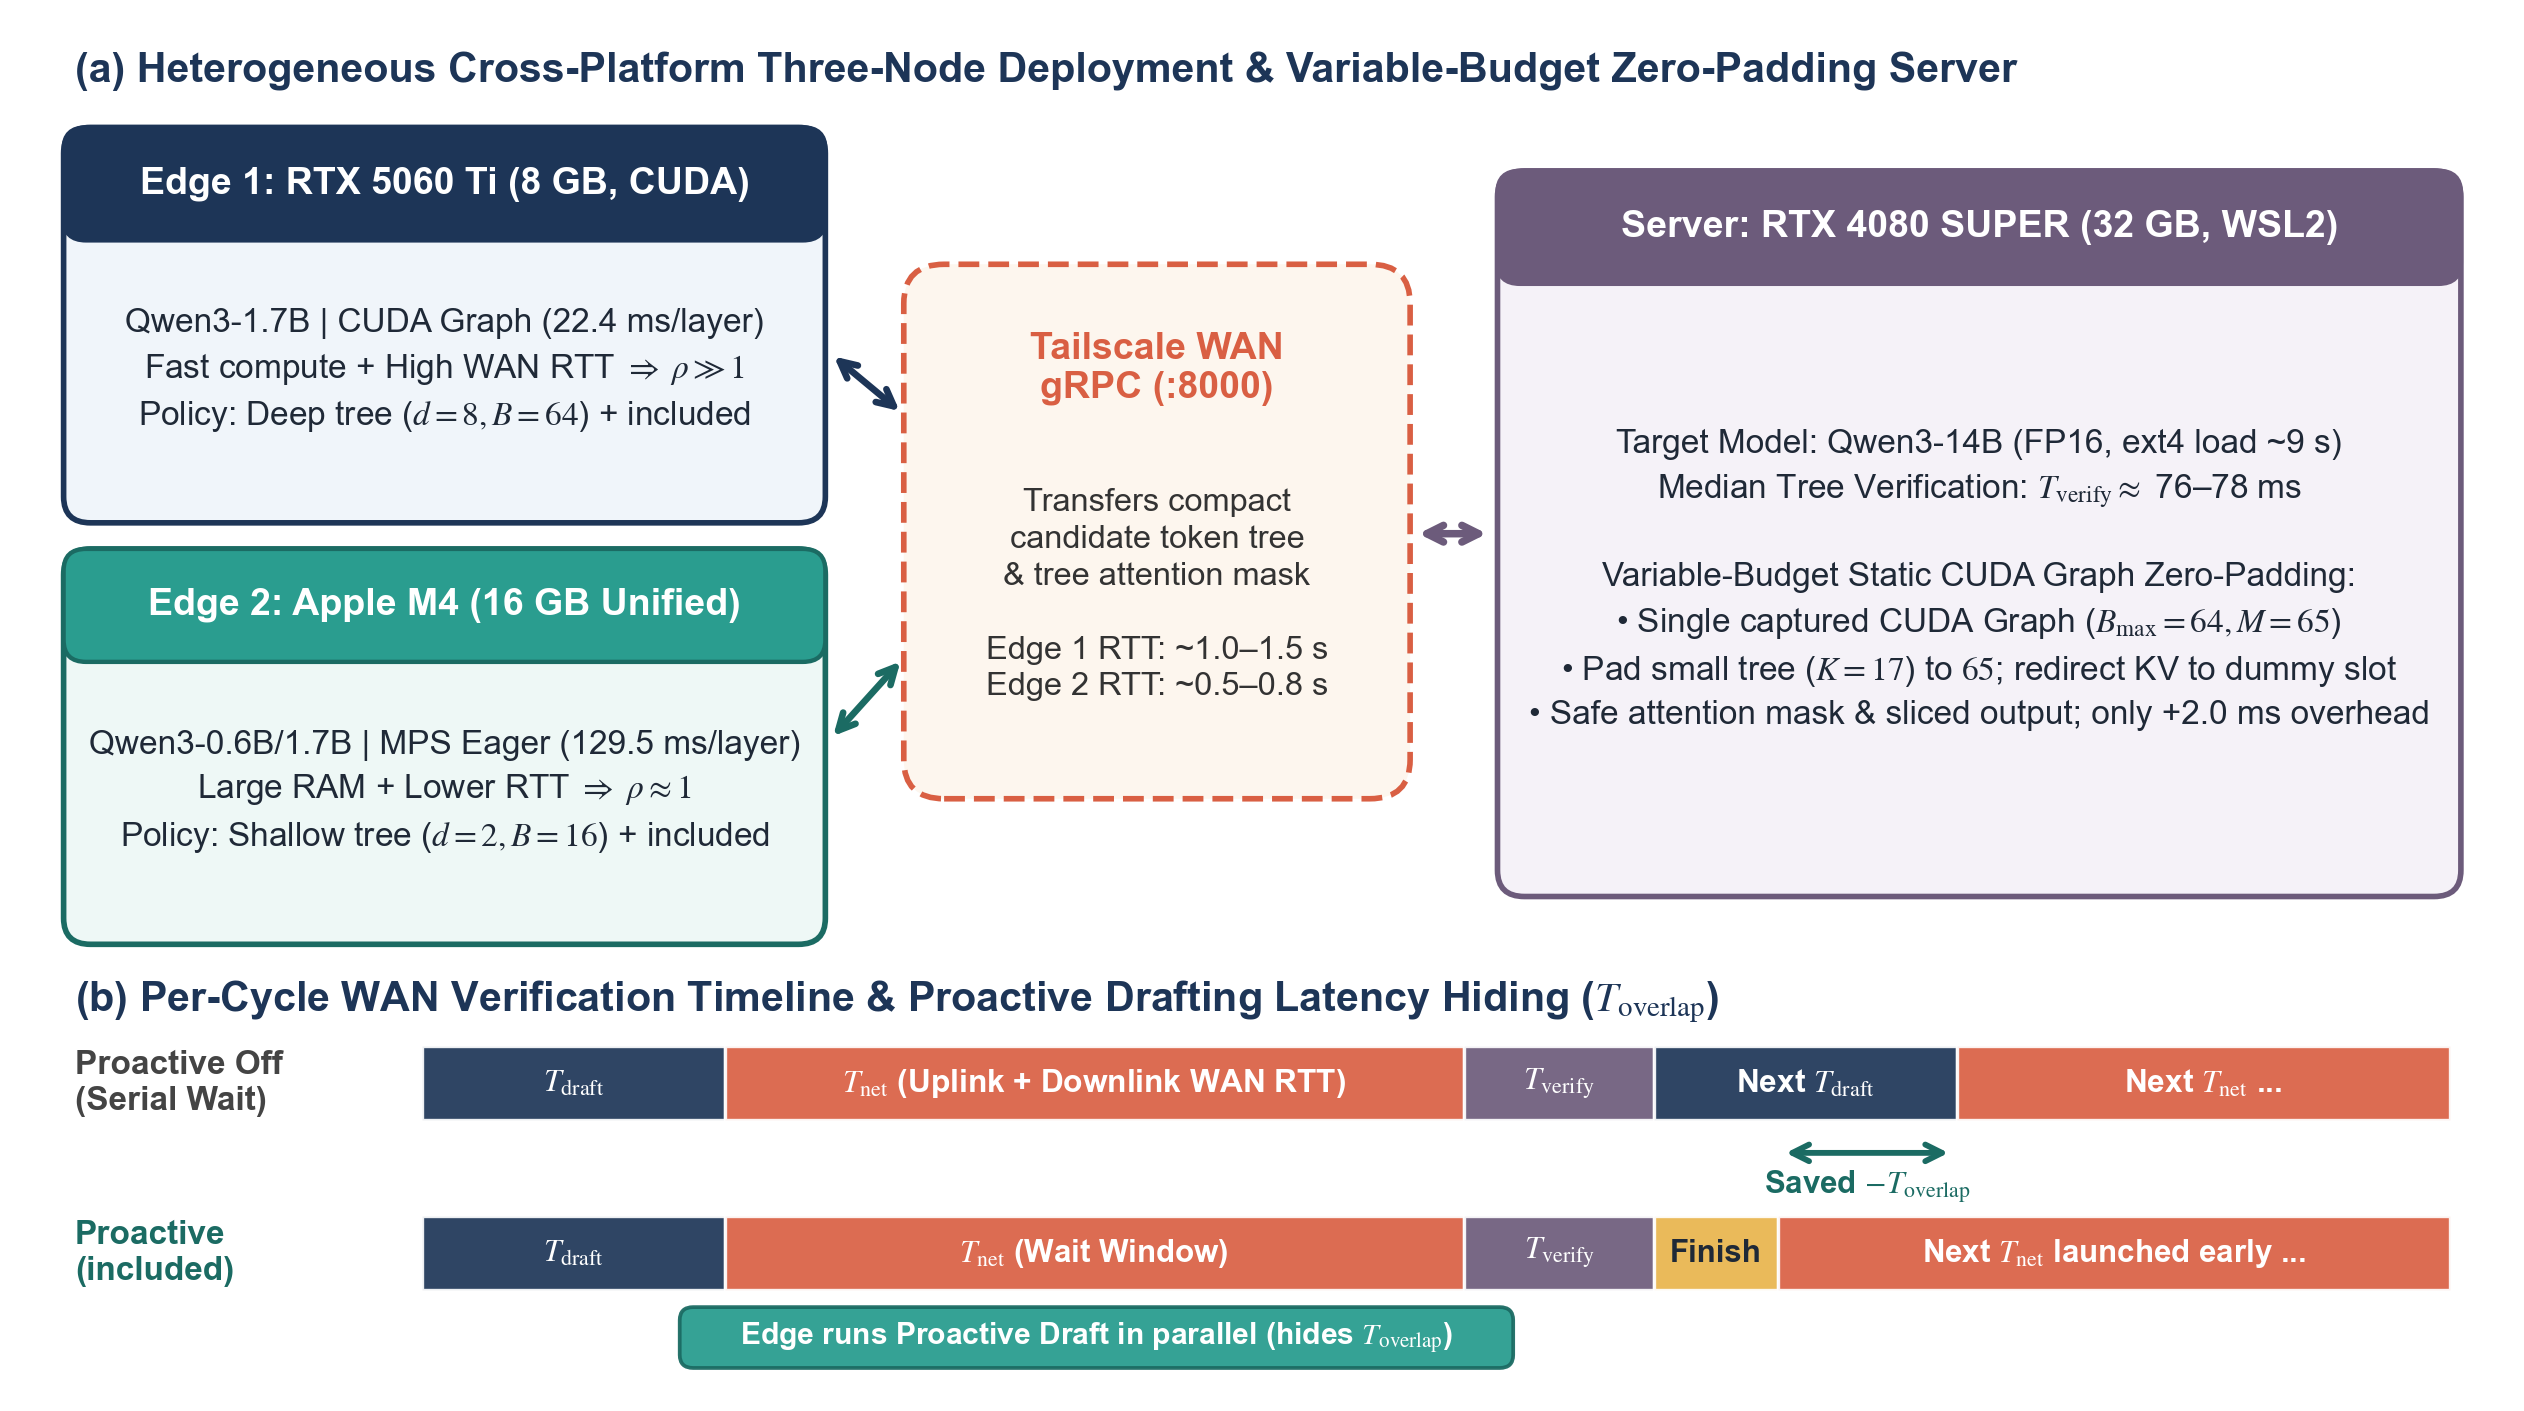 (a) Heterogeneous Cross-Platform Three-Node Deployment & Variable-Budget Zero-Padding Server
Edge 1: RTX 5060 Ti (8 GB, CUDA)
Qwen3-1.7B | CUDA Graph (22.4 ms/layer)
Fast compute + High WAN RTT ⇒ ρ ≫ 1
Policy: Deep tree (d = 8, B = 64) + included
Edge 2: Apple M4 (16 GB Unified)
Qwen3-0.6B/1.7B | MPS Eager (129.5 ms/layer)
Large RAM + Lower RTT ⇒ ρ ≈ 1
Policy: Shallow tree (d = 2, B = 16) + included
Tailscale WAN
gRPC (:8000)
Transfers compact
candidate token tree
& tree attention mask
Edge 1 RTT: ~1.0–1.5 s
Edge 2 RTT: ~0.5–0.8 s
Server: RTX 4080 SUPER (32 GB, WSL2)
Target Model: Qwen3-14B (FP16, ext4 load ~9 s)
Median Tree Verification: T_verify ≈ 76–78 ms
Variable-Budget Static CUDA Graph Zero-Padding:
• Single captured CUDA Graph (B_max = 64, M = 65)
• Pad small tree (K = 17) to 65; redirect KV to dummy slot
• Safe attention mask & sliced output; only +2.0 ms overhead
(b) Per-Cycle WAN Verification Timeline & Proactive Drafting Latency Hiding (T_overlap)
Proactive Off
(Serial Wait)
T_draft
T_net (Uplink + Downlink WAN RTT)
T_verify
Next T_draft
Next T_net ...
Saved −T_overlap
Proactive
(included)
T_draft
T_net (Wait Window)
T_verify
Finish
Next T_net launched early ...
Edge runs Proactive Draft in parallel (hides T_overlap)